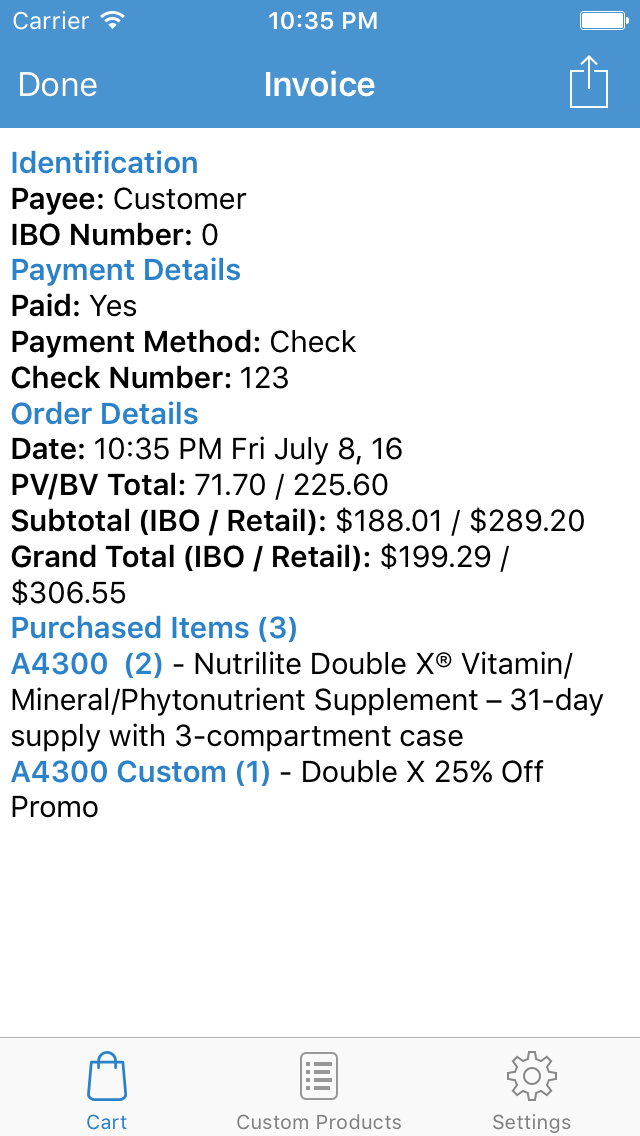 Carrier 10:35 PM
Done Invoice
Identification
Payee: Customer
IBO Number: 0
Payment Details
Paid: Yes
Payment Method: Check
Check Number: 123
Order Details
Date: 10:35 PM Fri July 8, 16
PV/BV Total: 71.70 / 225.60
Subtotal (IBO / Retail): $188.01 / $289.20
Grand Total (IBO / Retail): $199.29 /
$306.55
Purchased Items (3)
A4300  (2) - Nutrilite Double X® Vitamin/
Mineral/Phytonutrient Supplement – 31-day
supply with 3-compartment case
A4300 Custom (1) - Double X 25% Off
Promo
Cart Custom Products Settings